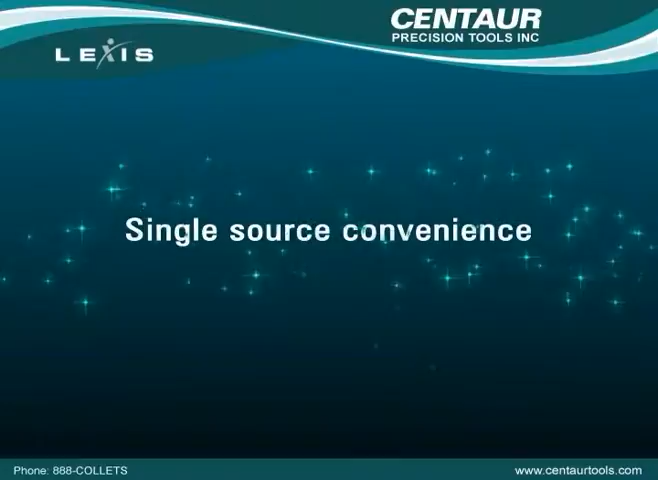 CENTAUR
PRECISION TOOLS INC
LEXIS
Single source convenience
Phone: 888-COLLETS
www.centaurtools.com